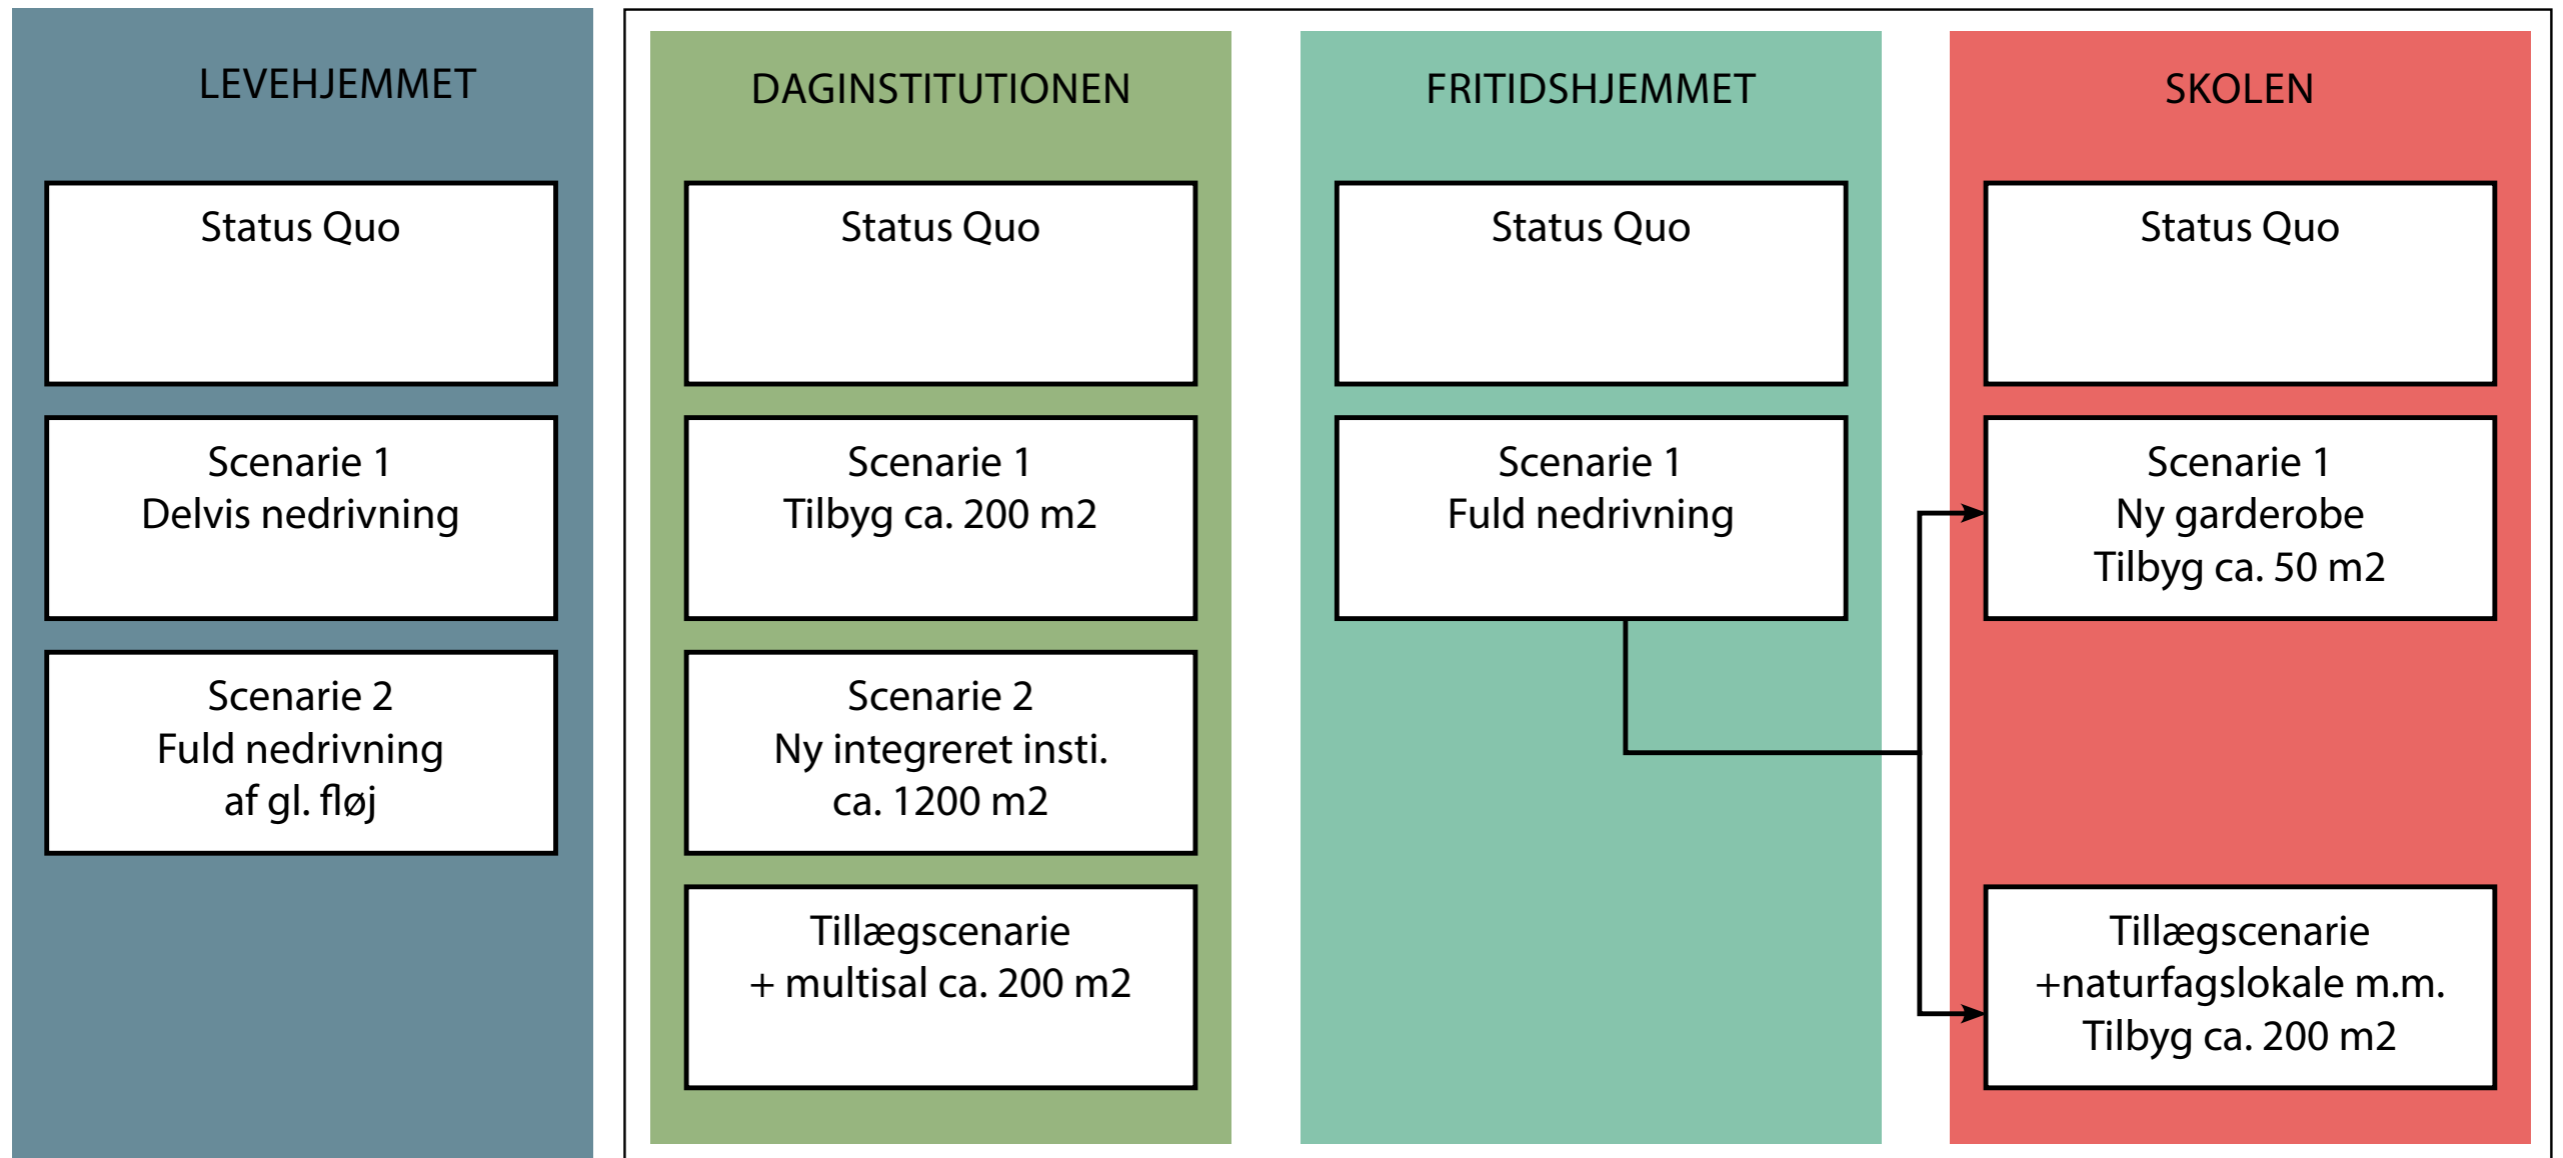 LEVEHJEMMET
Status Quo
Scenarie 1
Delvis nedrivning
Scenarie 2
Fuld nedrivning
af gl. fløj
DAGINSTITUTIONEN
Status Quo
Scenarie 1
Tilbyg ca. 200 m2
Scenarie 2
Ny integreret insti.
ca. 1200 m2
Tillægscenarie
+ multisal ca. 200 m2
FRITIDSHJEMMET
Status Quo
Scenarie 1
Fuld nedrivning
SKOLEN
Status Quo
Scenarie 1
Ny garderobe
Tilbyg ca. 50 m2
Tillægscenarie
+naturfagslokale m.m.
Tilbyg ca. 200 m2